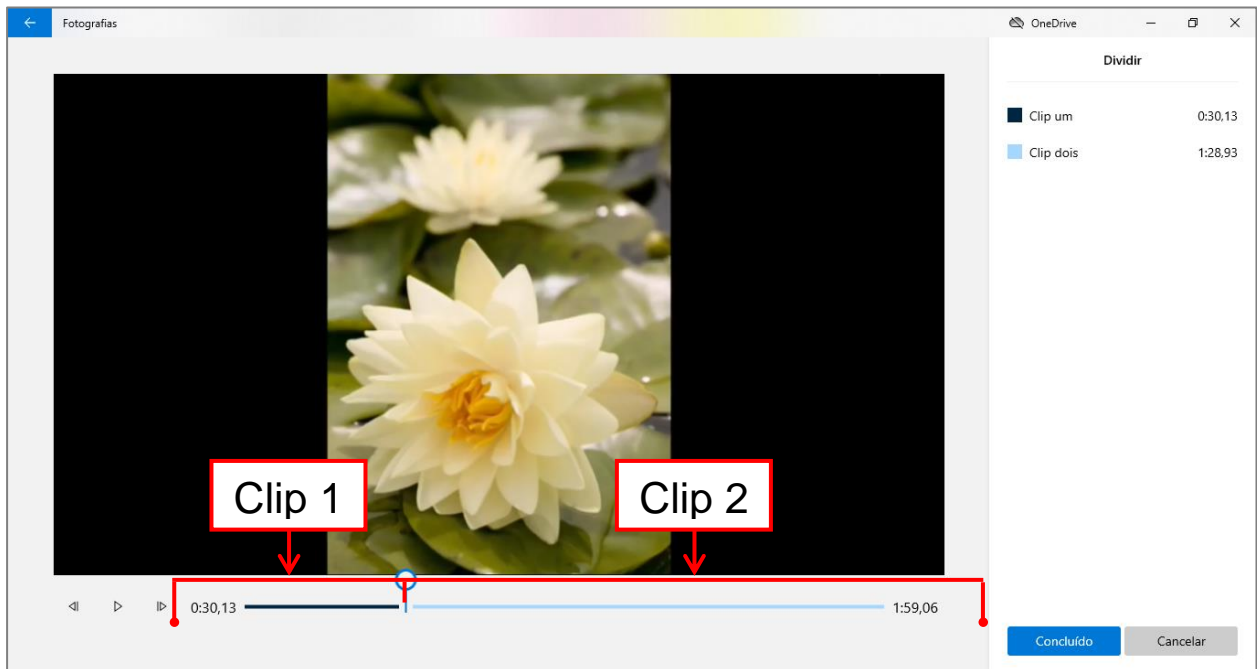 Fotografias
OneDrive
Dividir
Clip um 0:30,13
Clip dois 1:28,93
Clip 1
Clip 2
0:30,13
1:59,06
Concluído
Cancelar